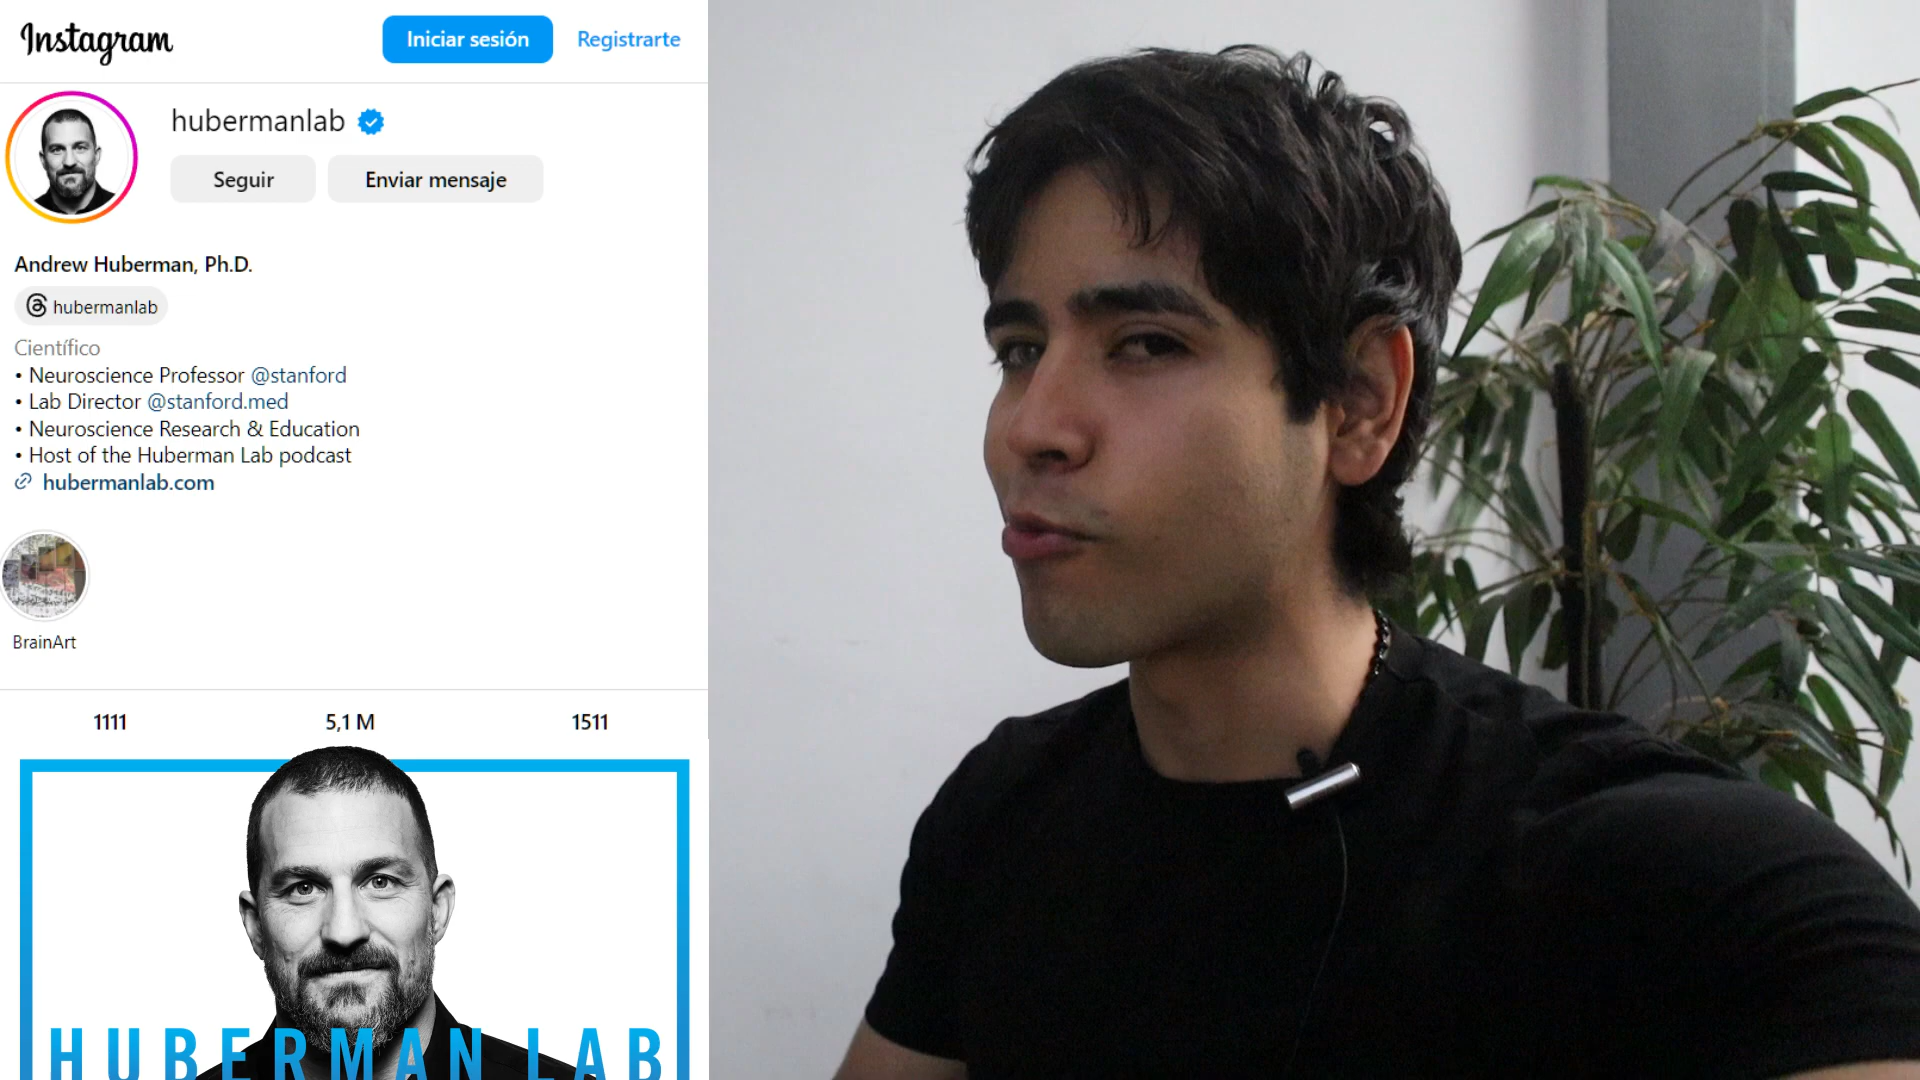 Instagram
Iniciar sesión
Registrarte
hubermanlab
Seguir
Enviar mensaje
Andrew Huberman, Ph.D.
hubermanlab
Científico
• Neuroscience Professor @stanford
• Lab Director @stanford.med
• Neuroscience Research & Education
• Host of the Huberman Lab podcast
hubermanlab.com
BrainArt
1111 5,1 M 1511
HUBERMAN LAB